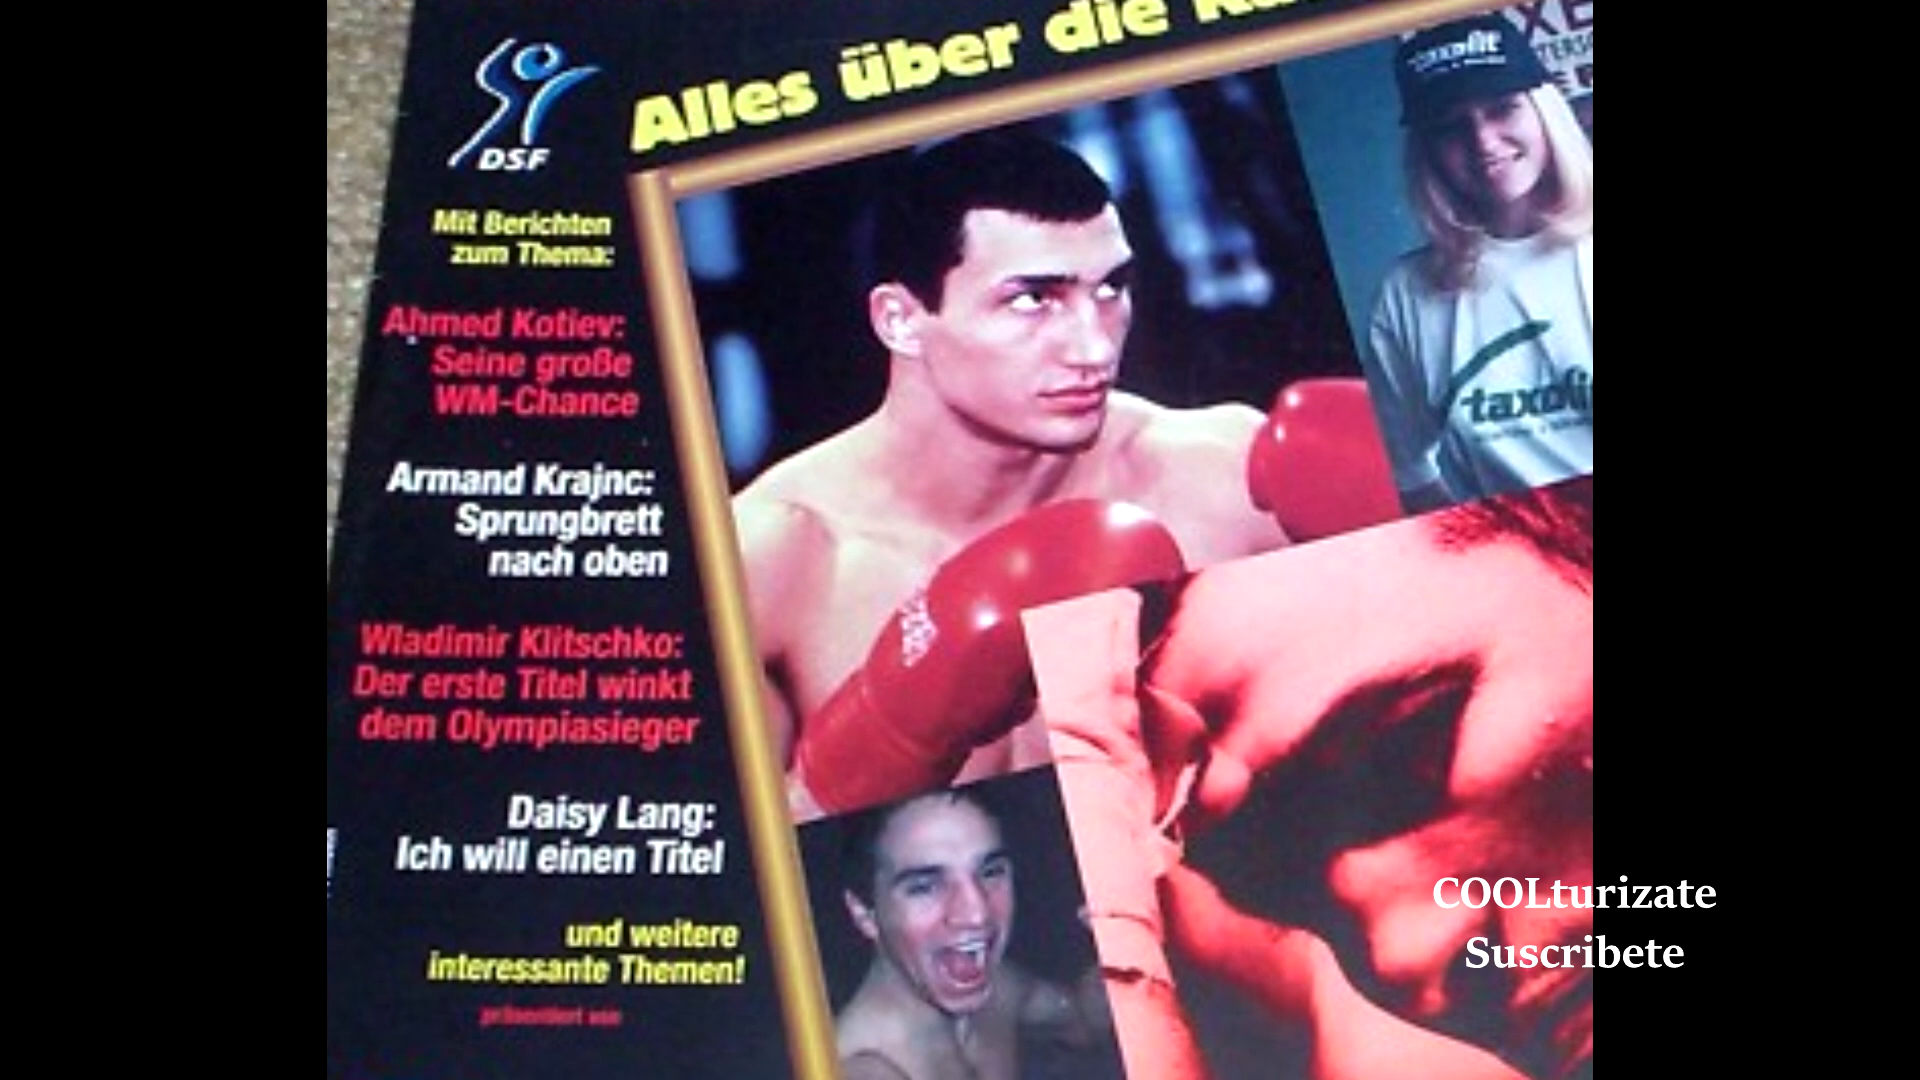 DSF
Alles über die
Mit Berichten
zum Thema:
Ahmed Kotiev:
Seine große
WM-Chance
Armand Krajnc:
Sprungbrett
nach oben
Wladimir Klitschko:
Der erste Titel winkt
dem Olympiasieger
Daisy Lang:
Ich will einen Titel
und weitere
interessante Themen!
präsentiert von
taxofit
COOLturizate
Suscribete